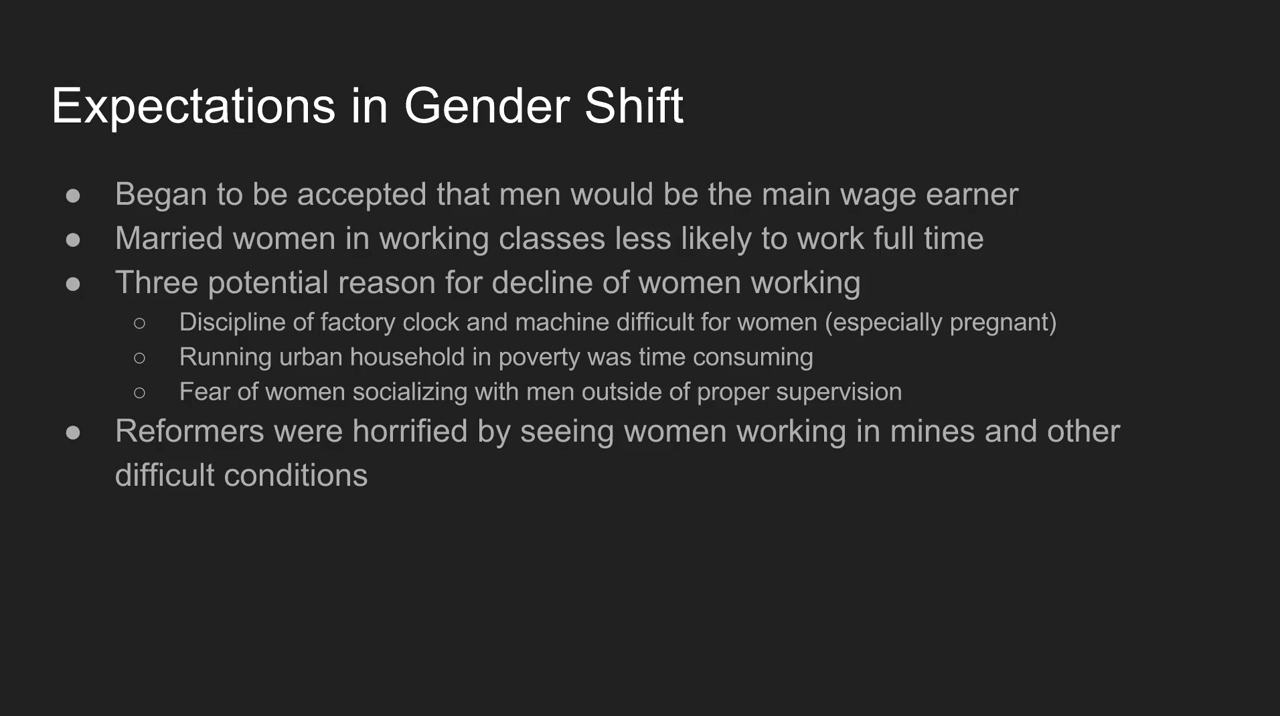 Expectations in Gender Shift
● Began to be accepted that men would be the main wage earner
● Married women in working classes less likely to work full time
● Three potential reason for decline of women working
○ Discipline of factory clock and machine difficult for women (especially pregnant)
○ Running urban household in poverty was time consuming
○ Fear of women socializing with men outside of proper supervision
● Reformers were horrified by seeing women working in mines and other
difficult conditions